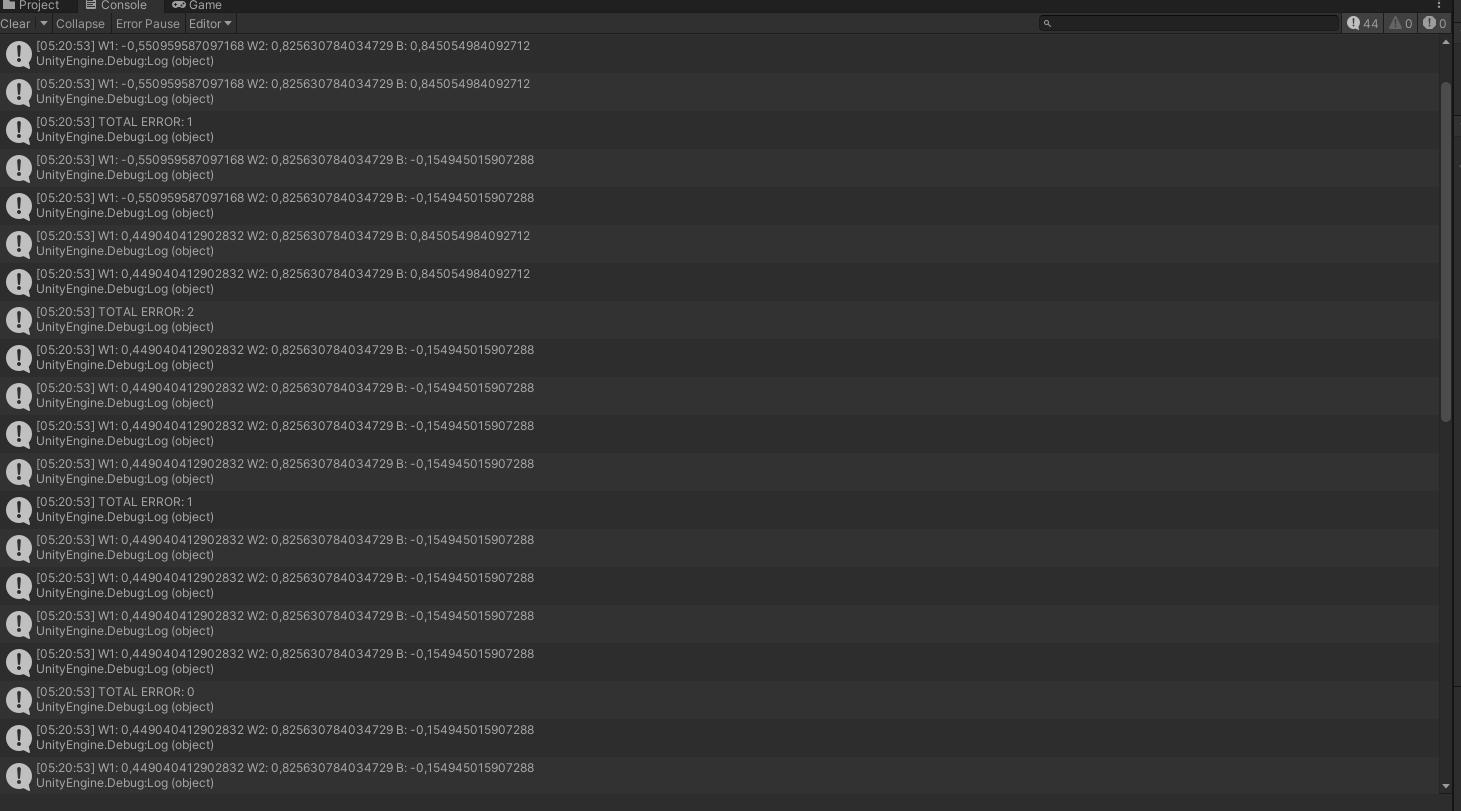 Project Console Game
Clear Collapse Error Pause Editor 44 0 0
[05:20:53] W1: -0,550959587097168 W2: 0,825630784034729 B: 0,845054984092712
UnityEngine.Debug:Log (object)
[05:20:53] W1: -0,550959587097168 W2: 0,825630784034729 B: 0,845054984092712
UnityEngine.Debug:Log (object)
[05:20:53] TOTAL ERROR: 1
UnityEngine.Debug:Log (object)
[05:20:53] W1: -0,550959587097168 W2: 0,825630784034729 B: -0,154945015907288
UnityEngine.Debug:Log (object)
[05:20:53] W1: -0,550959587097168 W2: 0,825630784034729 B: -0,154945015907288
UnityEngine.Debug:Log (object)
[05:20:53] W1: 0,449040412902832 W2: 0,825630784034729 B: 0,845054984092712
UnityEngine.Debug:Log (object)
[05:20:53] W1: 0,449040412902832 W2: 0,825630784034729 B: 0,845054984092712
UnityEngine.Debug:Log (object)
[05:20:53] TOTAL ERROR: 2
UnityEngine.Debug:Log (object)
[05:20:53] W1: 0,449040412902832 W2: 0,825630784034729 B: -0,154945015907288
UnityEngine.Debug:Log (object)
[05:20:53] W1: 0,449040412902832 W2: 0,825630784034729 B: -0,154945015907288
UnityEngine.Debug:Log (object)
[05:20:53] W1: 0,449040412902832 W2: 0,825630784034729 B: -0,154945015907288
UnityEngine.Debug:Log (object)
[05:20:53] W1: 0,449040412902832 W2: 0,825630784034729 B: -0,154945015907288
UnityEngine.Debug:Log (object)
[05:20:53] TOTAL ERROR: 1
UnityEngine.Debug:Log (object)
[05:20:53] W1: 0,449040412902832 W2: 0,825630784034729 B: -0,154945015907288
UnityEngine.Debug:Log (object)
[05:20:53] W1: 0,449040412902832 W2: 0,825630784034729 B: -0,154945015907288
UnityEngine.Debug:Log (object)
[05:20:53] W1: 0,449040412902832 W2: 0,825630784034729 B: -0,154945015907288
UnityEngine.Debug:Log (object)
[05:20:53] W1: 0,449040412902832 W2: 0,825630784034729 B: -0,154945015907288
UnityEngine.Debug:Log (object)
[05:20:53] TOTAL ERROR: 0
UnityEngine.Debug:Log (object)
[05:20:53] W1: 0,449040412902832 W2: 0,825630784034729 B: -0,154945015907288
UnityEngine.Debug:Log (object)
[05:20:53] W1: 0,449040412902832 W2: 0,825630784034729 B: -0,154945015907288
UnityEngine.Debug:Log (object)